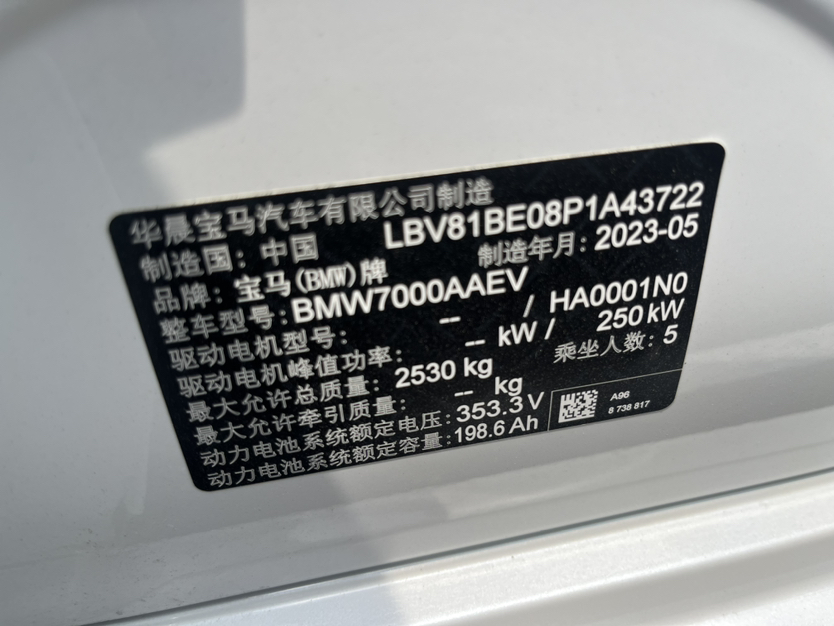 华晨宝马汽车有限公司制造
制造国：中国 LBV81BE08P1A43722
品牌：宝马(BMW)牌 制造年月：2023-05
整车型号：BMW7000AAEV
驱动电机型号： -- / HA0001N0
驱动电机峰值功率： -- kW / 250 kW
最大允许总质量： 2530 kg 乘坐人数：5
最大允许牵引质量： -- kg
动力电池系统额定电压：353.3 V
动力电池系统额定容量：198.6 Ah
A96
8 738 817